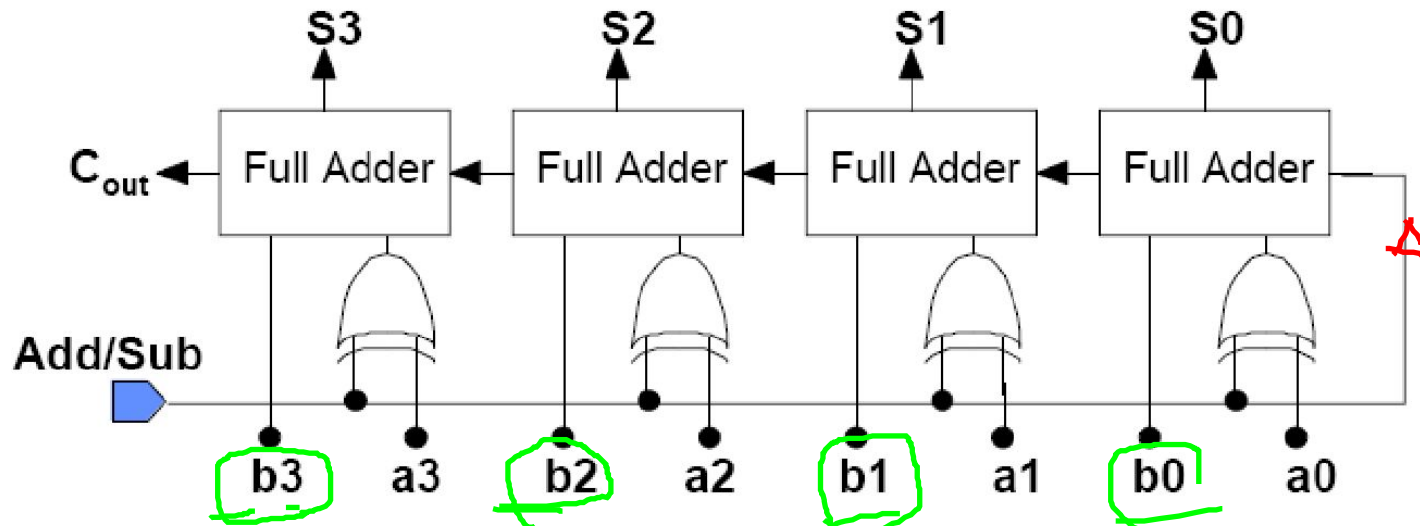 S3 S2 S1 S0
C_out Full Adder Full Adder Full Adder Full Adder
Add/Sub
b3 a3 b2 a2 b1 a1 b0 a0